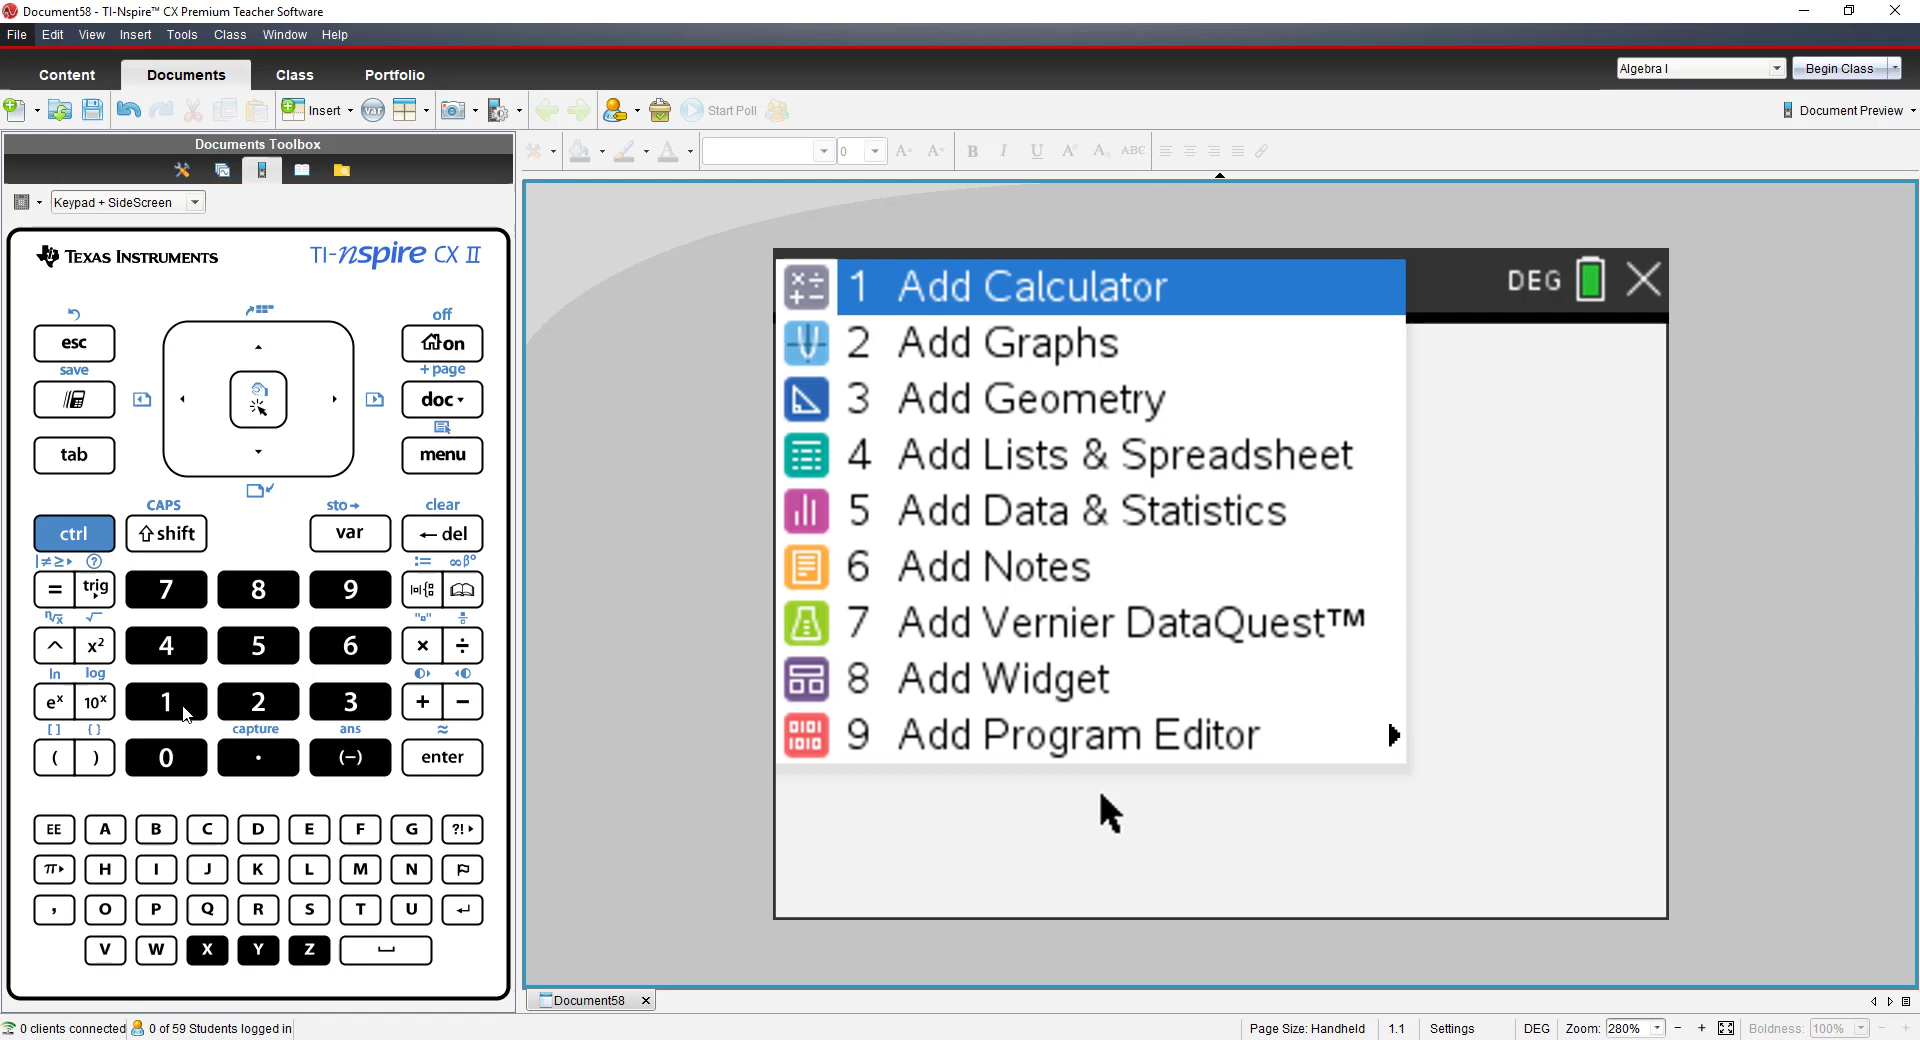 Document58 - TI-Nspire™ CX Premium Teacher Software
File Edit View Insert Tools Class Window Help
Content Documents Class Portfolio
Algebra I Begin Class
Insert var Start Poll Document Preview
Documents Toolbox
0 A A B I U A A ABC
Keypad + SideScreen
TEXAS INSTRUMENTS TI-nspire CX II
off
esc on
save + page
doc
tab menu
CAPS sto→ clear
ctrl shift var ← del
|≠≥▸ ? := ∞β°
= trig 7 8 9
ⁿ√x √ "□"
^ x² 4 5 6 × ÷
ln log
eˣ 10ˣ 1 2 3 + −
[ ] { } capture ans ≈
( ) 0 . (−) enter
EE A B C D E F G ?!▸
π▸ H I J K L M N
, O P Q R S T U
V W X Y Z
DEG
1 Add Calculator
2 Add Graphs
3 Add Geometry
4 Add Lists & Spreadsheet
5 Add Data & Statistics
6 Add Notes
7 Add Vernier DataQuest™
8 Add Widget
9 Add Program Editor
Document58
0 clients connected 0 of 59 Students logged in Page Size: Handheld 1.1 Settings DEG Zoom: 280% − + Boldness: 100% − +